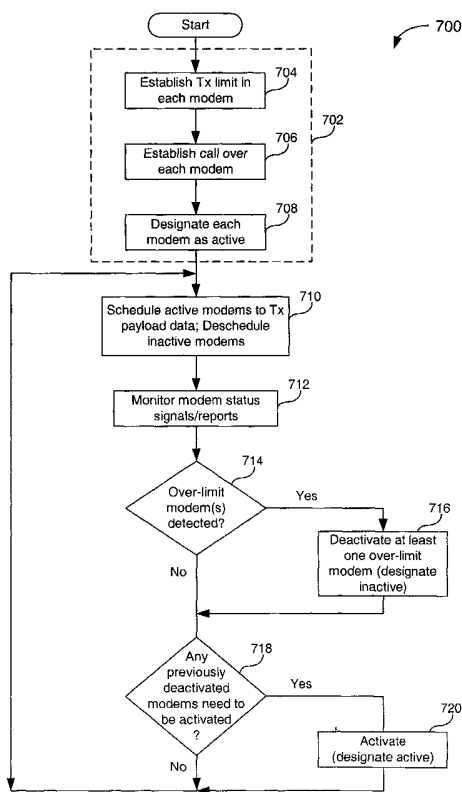 Start
700
Establish Tx limit in
each modem
704
702
Establish call over
each modem
706
Designate each
modem as active
708
Schedule active modems to Tx
payload data; Deschedule
inactive modems
710
Monitor modem status
signals/reports
712
Over-limit
modem(s)
detected?
714
Yes
No
Deactivate at least
one over-limit
modem (designate
inactive)
716
Any
previously
deactivated
modems need to
be activated
?
718
Yes
No
Activate
(designate active)
720